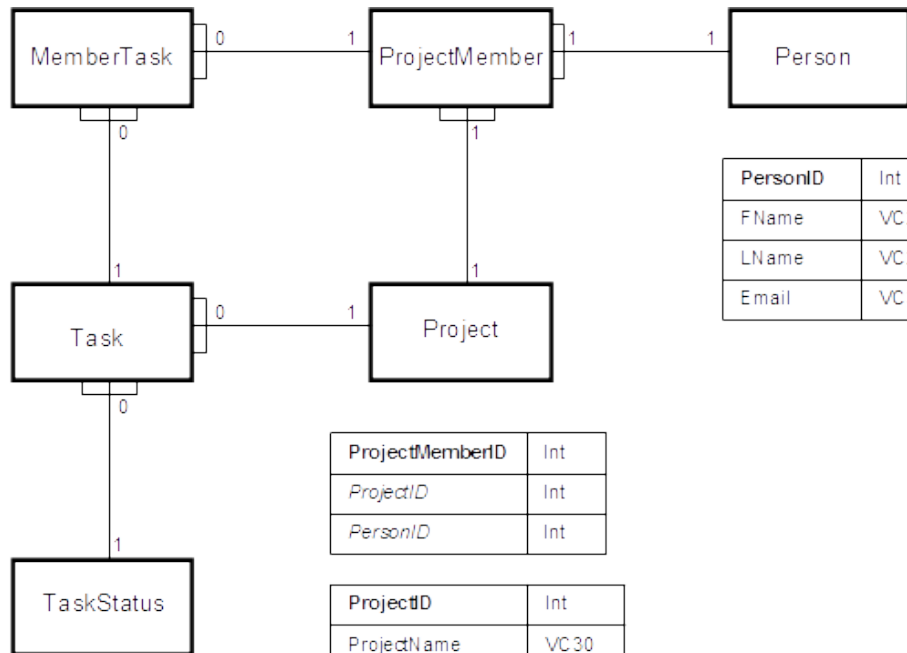 0 1 1 1
MemberTask ProjectMember Person
0 1
PersonID Int
FName VC
LName VC
Email VC
1 1
0 1
Task Project
0
ProjectMemberID Int
ProjectID Int
PersonID Int
1
TaskStatus
ProjectID Int
ProjectName VC30